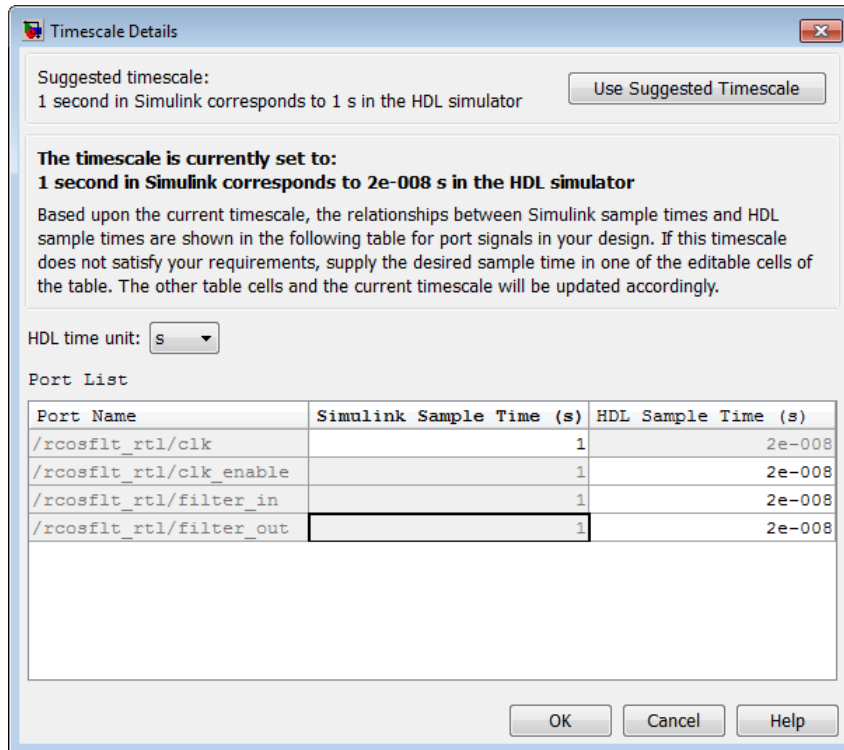 Timescale Details
Suggested timescale:
1 second in Simulink corresponds to 1 s in the HDL simulator
Use Suggested Timescale
The timescale is currently set to:
1 second in Simulink corresponds to 2e-008 s in the HDL simulator
Based upon the current timescale, the relationships between Simulink sample times and HDL
sample times are shown in the following table for port signals in your design. If this timescale
does not satisfy your requirements, supply the desired sample time in one of the editable cells of
the table. The other table cells and the current timescale will be updated accordingly.
HDL time unit: s
Port List
Port Name Simulink Sample Time (s) HDL Sample Time (s)
/rcosflt_rtl/clk 1 2e-008
/rcosflt_rtl/clk_enable 1 2e-008
/rcosflt_rtl/filter_in 1 2e-008
/rcosflt_rtl/filter_out 1 2e-008
OK Cancel Help